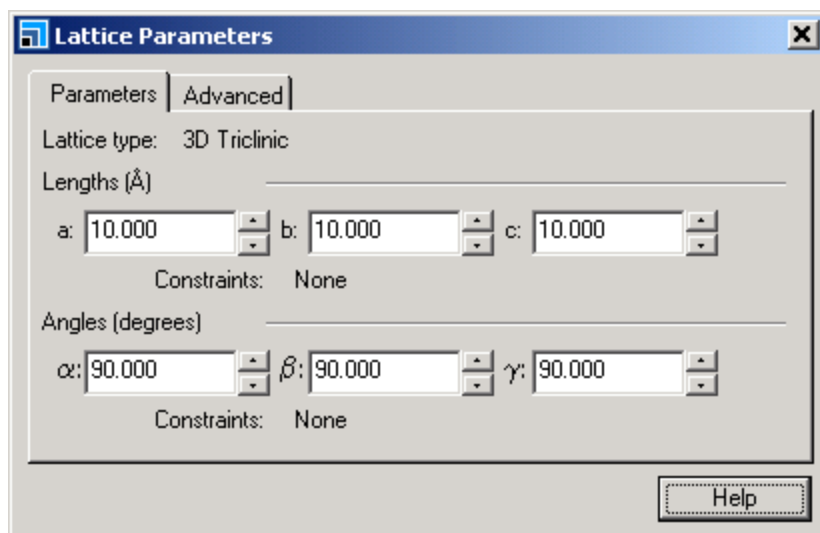 Lattice Parameters
Parameters Advanced
Lattice type: 3D Triclinic
Lengths (Å)
a: 10.000 b: 10.000 c: 10.000
Constraints: None
Angles (degrees)
α: 90.000 β: 90.000 γ: 90.000
Constraints: None
Help